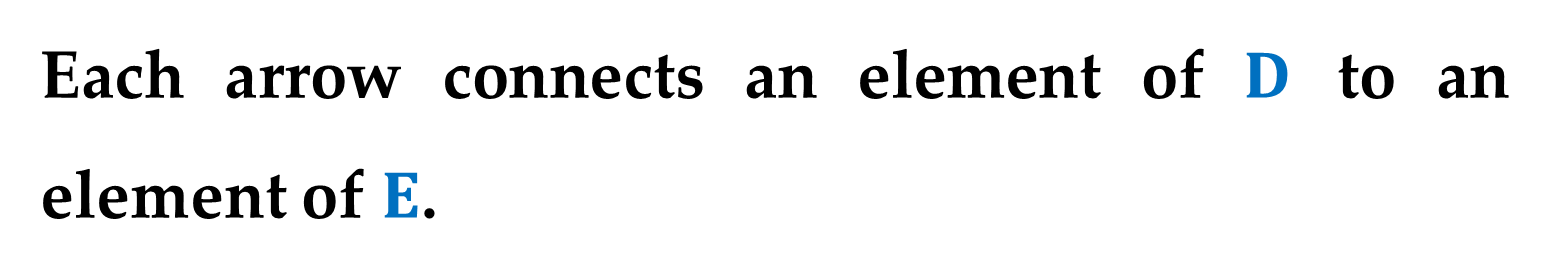 Each arrow connects an element of D to an
element of E.